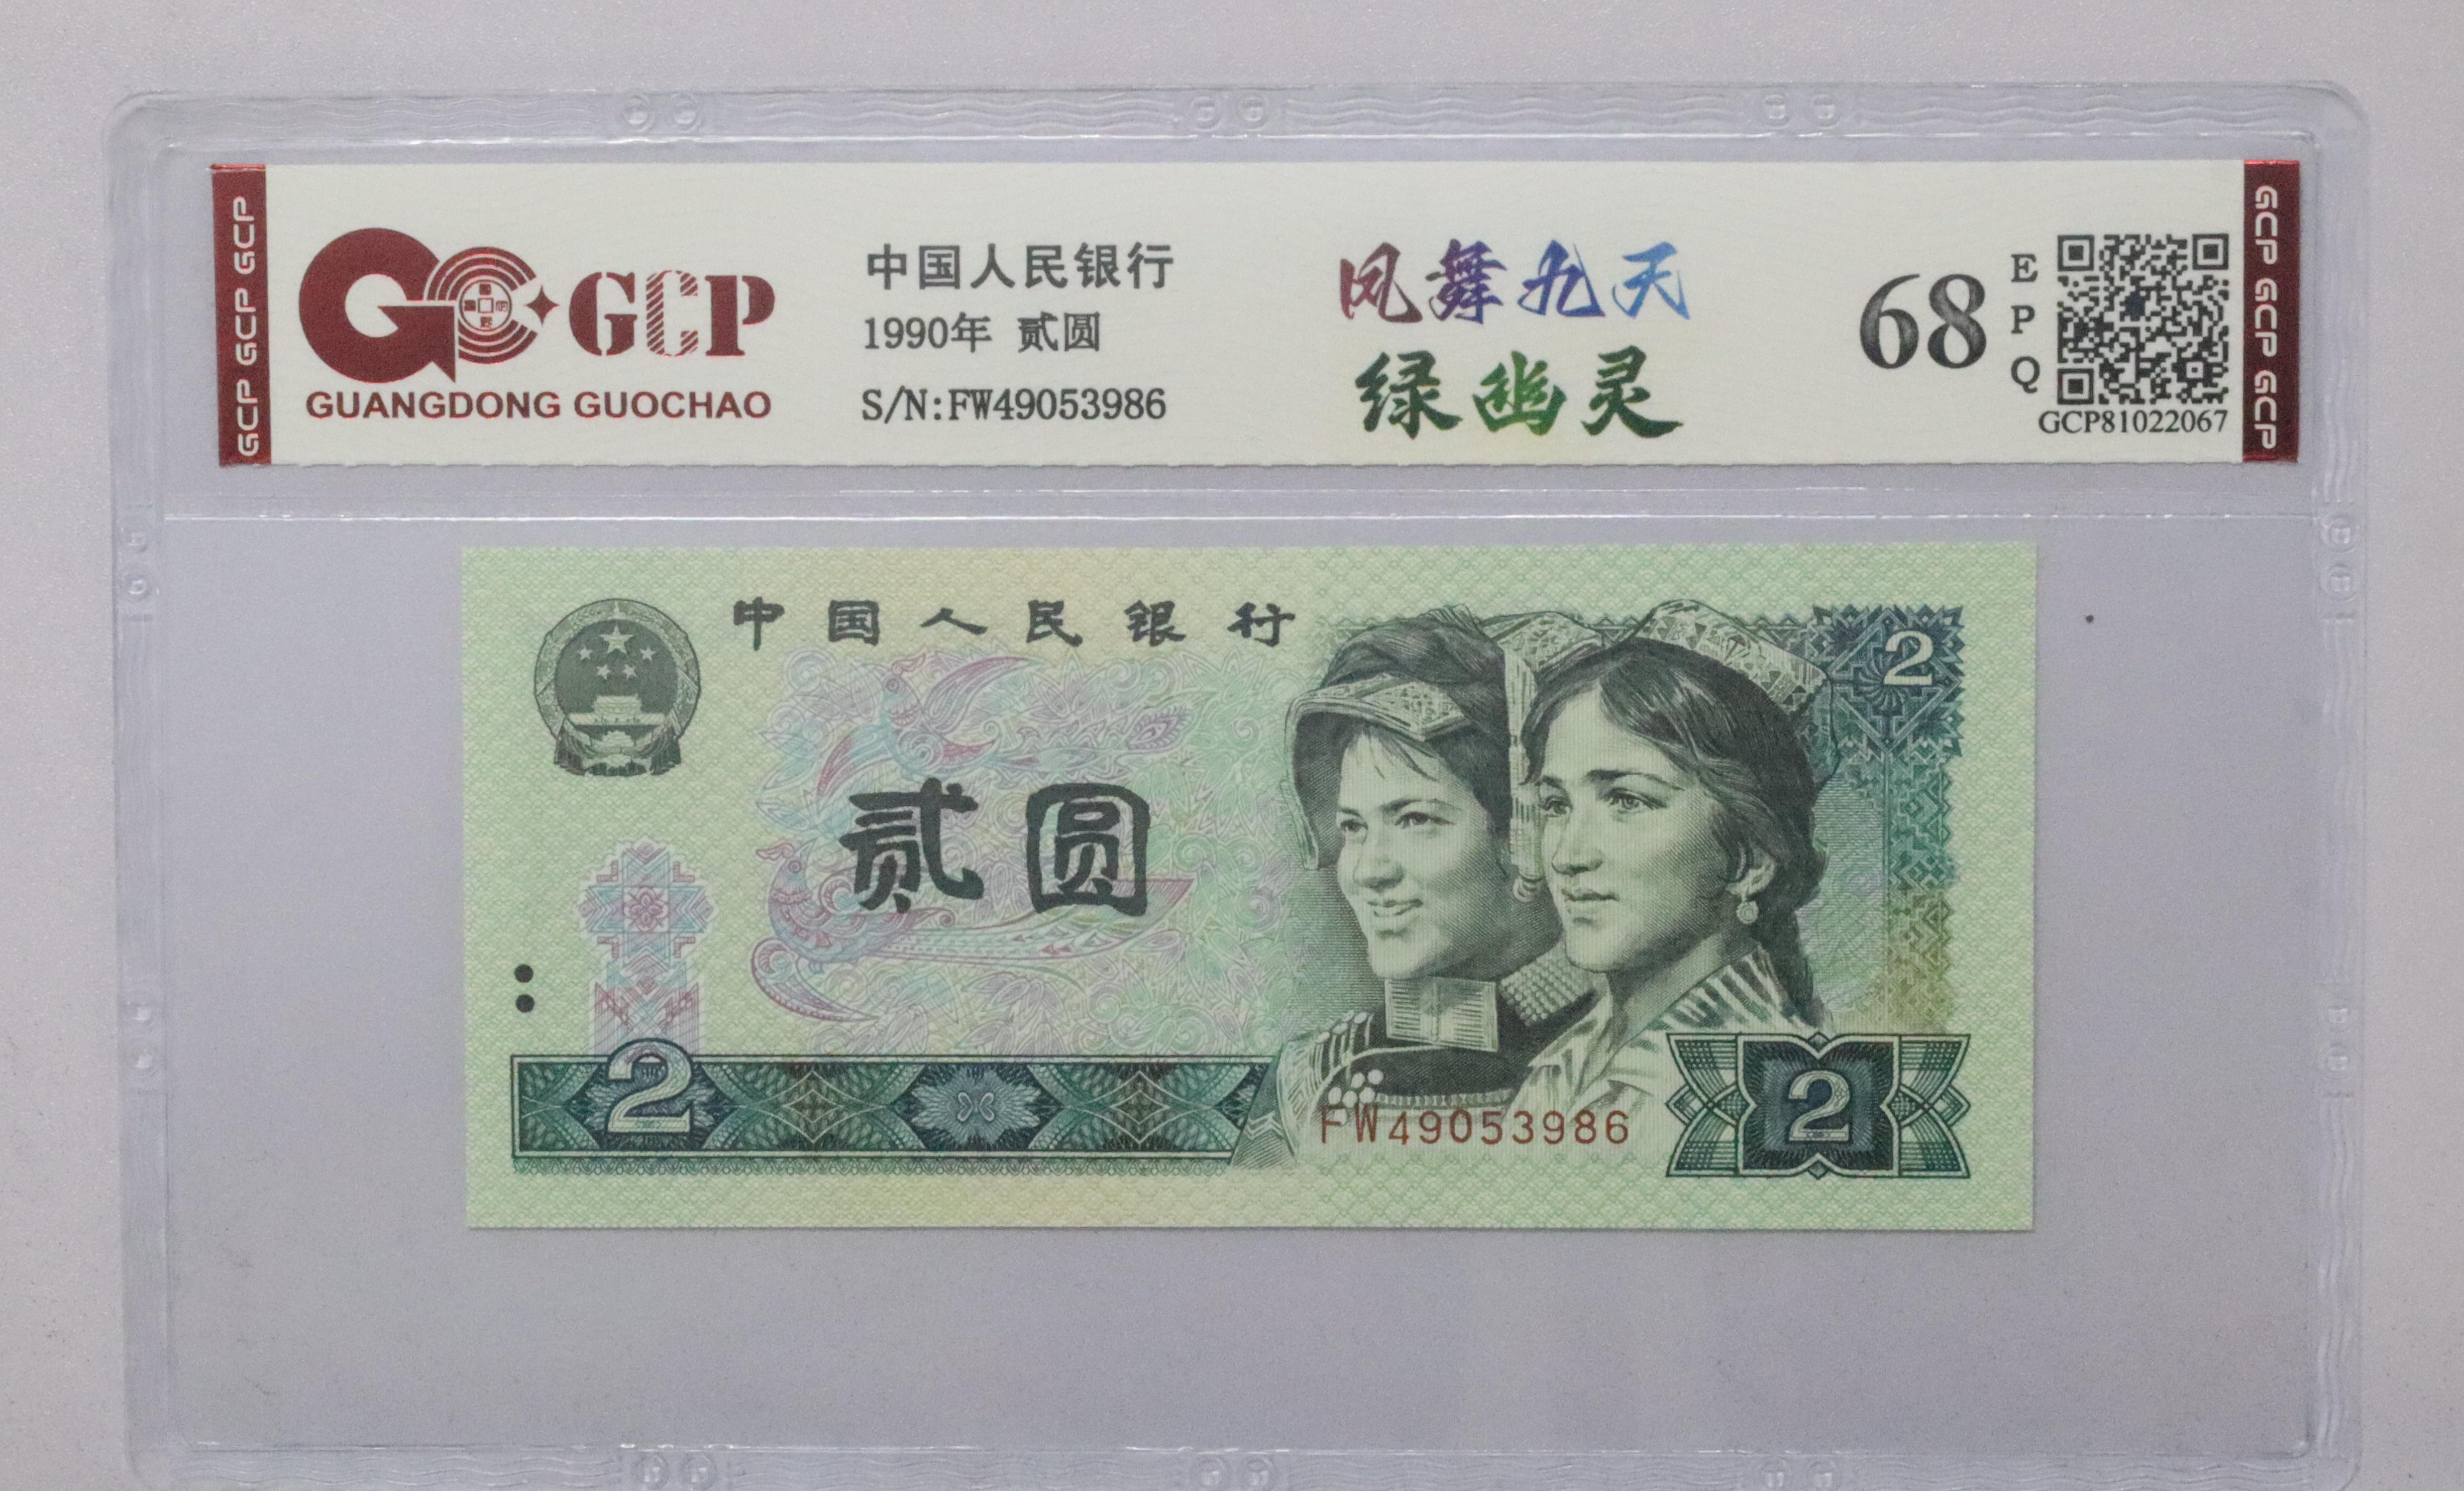 GCP GCP GCP
GCP
GUANGDONG GUOCHAO
中国人民银行
1990年 贰圆
S/N:FW49053986
凤舞九天
绿幽灵
68
E
P
Q
GCP81022067
GCP GCP GCP
中国人民银行
2
贰圆
2
FW49053986
2